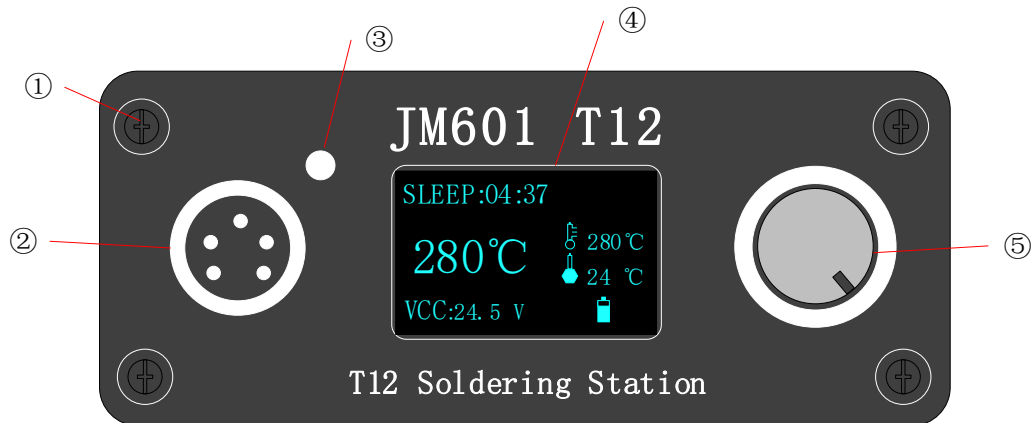 ③
④
①
JM601 T12
SLEEP:04:37
②
280℃
280℃
⑤
24 ℃
VCC:24.5 V
T12 Soldering Station